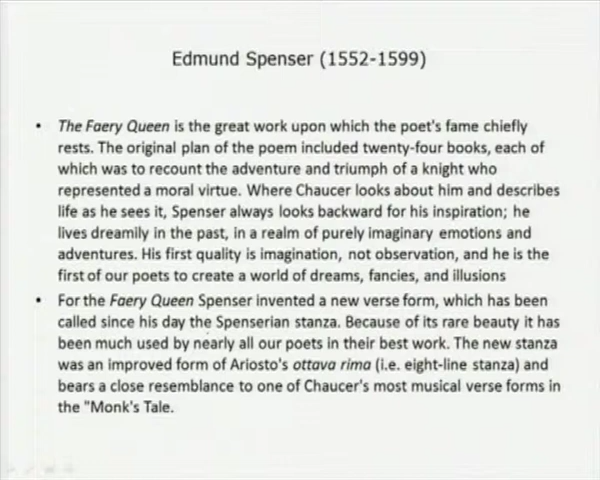 Edmund Spenser (1552-1599)
• The Faery Queen is the great work upon which the poet's fame chiefly
rests. The original plan of the poem included twenty-four books, each of
which was to recount the adventure and triumph of a knight who
represented a moral virtue. Where Chaucer looks about him and describes
life as he sees it, Spenser always looks backward for his inspiration; he
lives dreamily in the past, in a realm of purely imaginary emotions and
adventures. His first quality is imagination, not observation, and he is the
first of our poets to create a world of dreams, fancies, and illusions
• For the Faery Queen Spenser invented a new verse form, which has been
called since his day the Spenserian stanza. Because of its rare beauty it has
been much used by nearly all our poets in their best work. The new stanza
was an improved form of Ariosto's ottava rima (i.e. eight-line stanza) and
bears a close resemblance to one of Chaucer's most musical verse forms in
the "Monk's Tale.